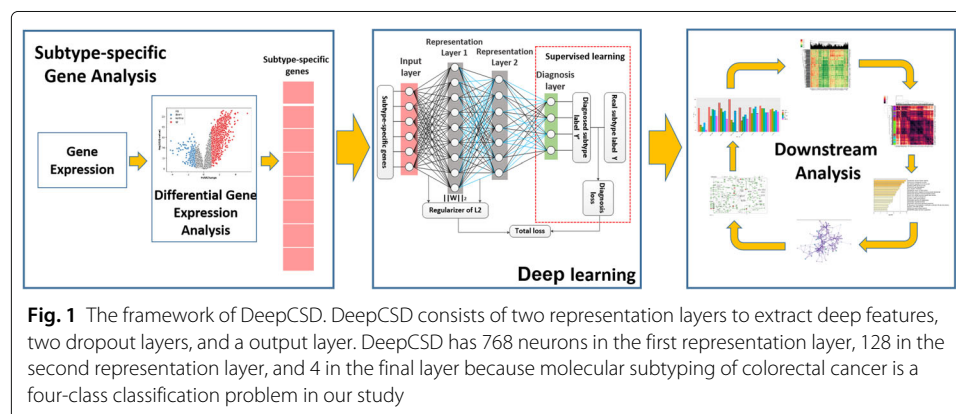 Subtype-specific
Gene Analysis
Subtype-specific
genes
Gene
Expression
Differential Gene
Expression
Analysis
Representation
Layer 1
Representation
Layer 2
Input
layer
Supervised learning
Diagnosis
layer
Subtype-specific genes
Diagnosed subtype
label Y'
Real subtype label Y
||W||₂
Regularizer of L2
Diagnosis
loss
Total loss
Deep learning
Downstream
Analysis
Fig. 1 The framework of DeepCSD. DeepCSD consists of two representation layers to extract deep features,
two dropout layers, and a output layer. DeepCSD has 768 neurons in the first representation layer, 128 in the
second representation layer, and 4 in the final layer because molecular subtyping of colorectal cancer is a
four-class classification problem in our study